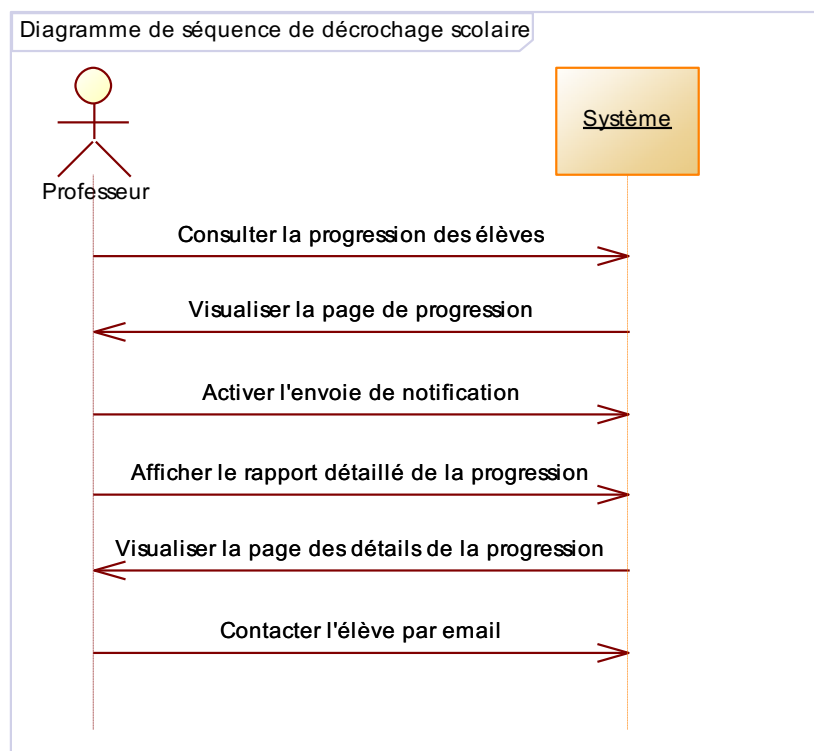 Diagramme de séquence de décrochage scolaire
Système
Professeur
Consulter la progression des élèves
Visualiser la page de progression
Activer l'envoie de notification
Afficher le rapport détaillé de la progression
Visualiser la page des détails de la progression
Contacter l'élève par email